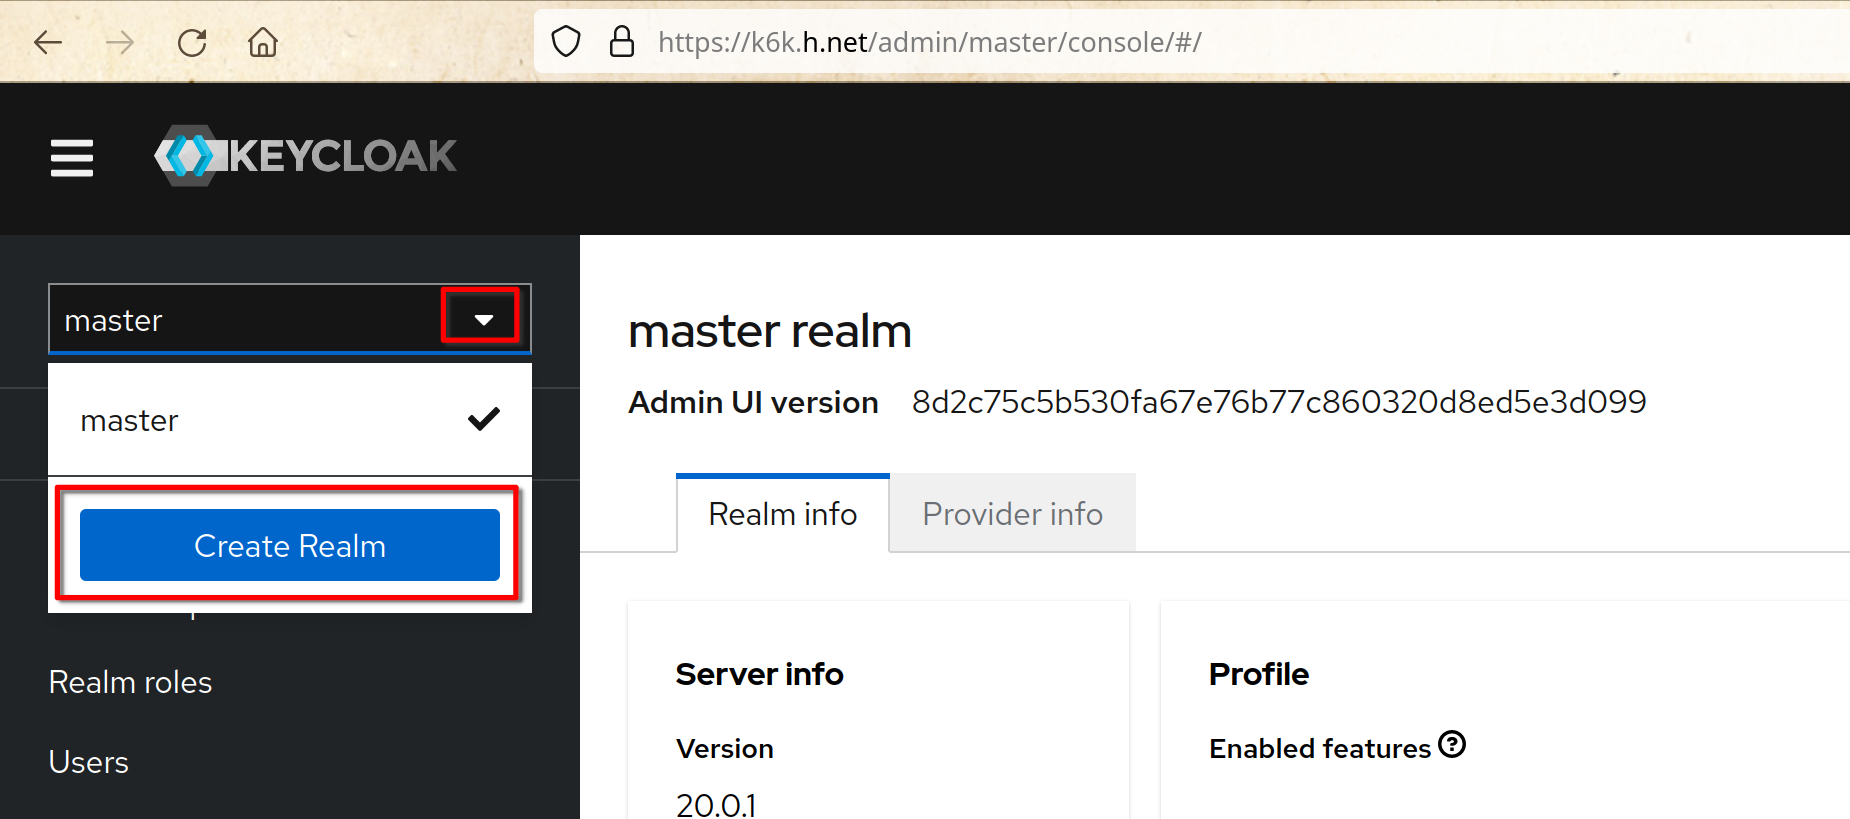 https://k6k.h.net/admin/master/console/#/
KEYCLOAK
master
master
Create Realm
Realm roles
Users
master realm
Admin UI version 8d2c75c5b530fa67e76b77c860320d8ed5e3d099
Realm info Provider info
Server info
Version
20.0.1
Profile
Enabled features